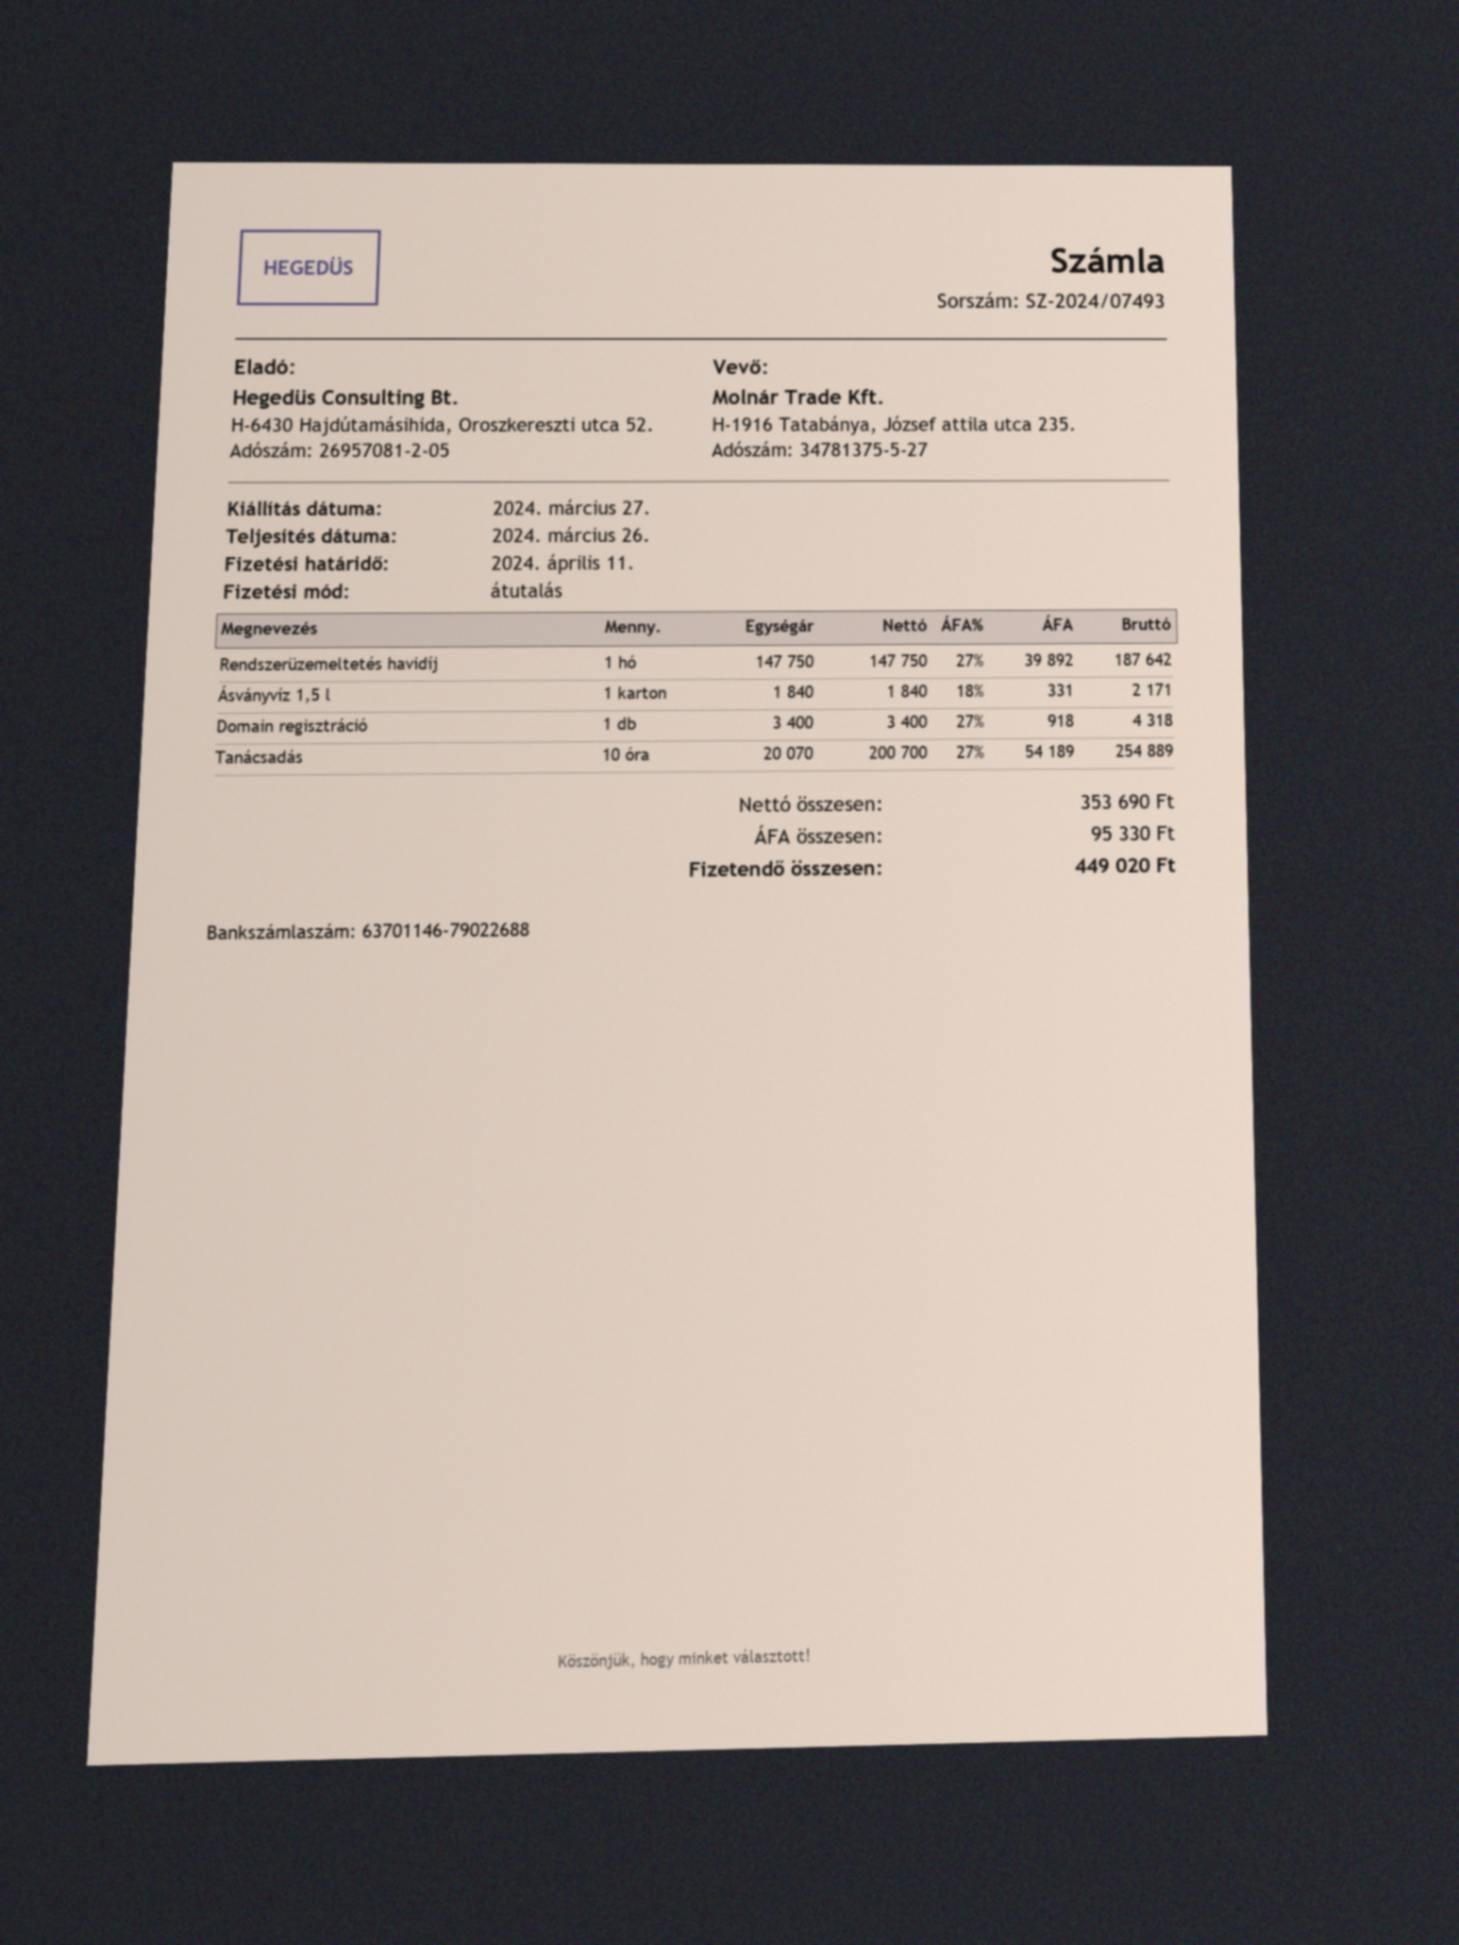 HEGEDÜS
Számla
Sorszám: SZ-2024/07493
Eladó:
Hegedüs Consulting Bt.
H-6430 Hajdútamásihida, Oroszkereszti utca 52.
Adószám: 26957081-2-05
Vevő:
Molnár Trade Kft.
H-1916 Tatabánya, József attila utca 235.
Adószám: 34781375-5-27
Kiállítás dátuma: 2024. március 27.
Teljesítés dátuma: 2024. március 26.
Fizetési határidő: 2024. április 11.
Fizetési mód: átutalás
Megnevezés Menny. Egységár Nettó ÁFA% ÁFA Bruttó
Rendszerüzemeltetés havidíj 1 hó 147 750 147 750 27% 39 892 187 642
Ásványvíz 1,5 l 1 karton 1 840 1 840 18% 331 2 171
Domain regisztráció 1 db 3 400 3 400 27% 918 4 318
Tanácsadás 10 óra 20 070 200 700 27% 54 189 254 889
Nettó összesen: 353 690 Ft
ÁFA összesen: 95 330 Ft
Fizetendő összesen: 449 020 Ft
Bankszámlaszám: 63701146-79022688
Köszönjük, hogy minket választott!